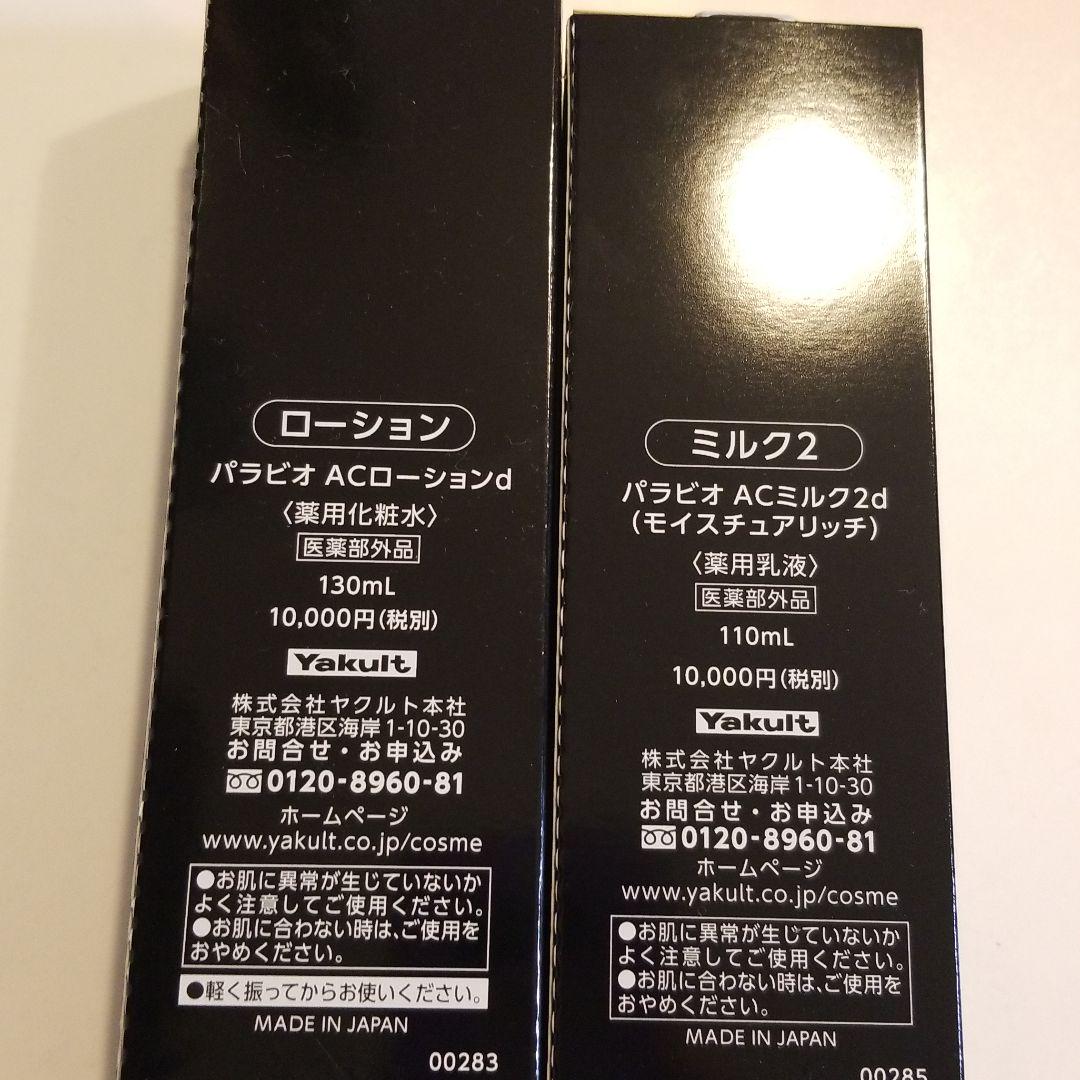 ローション
パラビオ ACローションd
〈薬用化粧水〉
医薬部外品
130mL
10,000円(税別)
Yakult
株式会社ヤクルト本社
東京都港区海岸1-10-30
お問合せ・お申込み
0120-8960-81
ホームページ
www.yakult.co.jp/cosme
●お肌に異常が生じていないか
よく注意してご使用ください。
●お肌に合わない時は、ご使用を
おやめください。
●軽く振ってからお使いください。
MADE IN JAPAN
00283
ミルク2
パラビオ ACミルク2d
(モイスチュアリッチ)
〈薬用乳液〉
医薬部外品
110mL
10,000円(税別)
Yakult
株式会社ヤクルト本社
東京都港区海岸1-10-30
お問合せ・お申込み
0120-8960-81
ホームページ
www.yakult.co.jp/cosme
●お肌に異常が生じていないか
よく注意してご使用ください。
●お肌に合わない時は、ご使用を
おやめください。
MADE IN JAPAN
00285